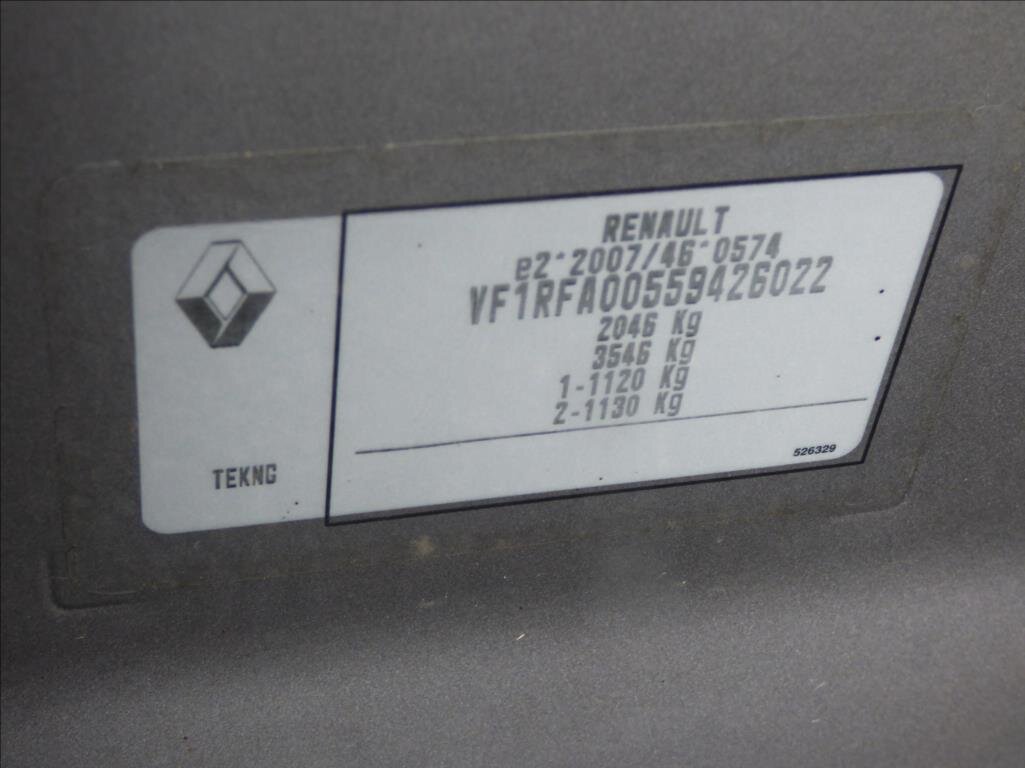 RENAULT
e2*2007/46*0574
VF1RFA00559426022
2046 Kg
3546 Kg
1-1120 Kg
2-1130 Kg
526329
TEKNG